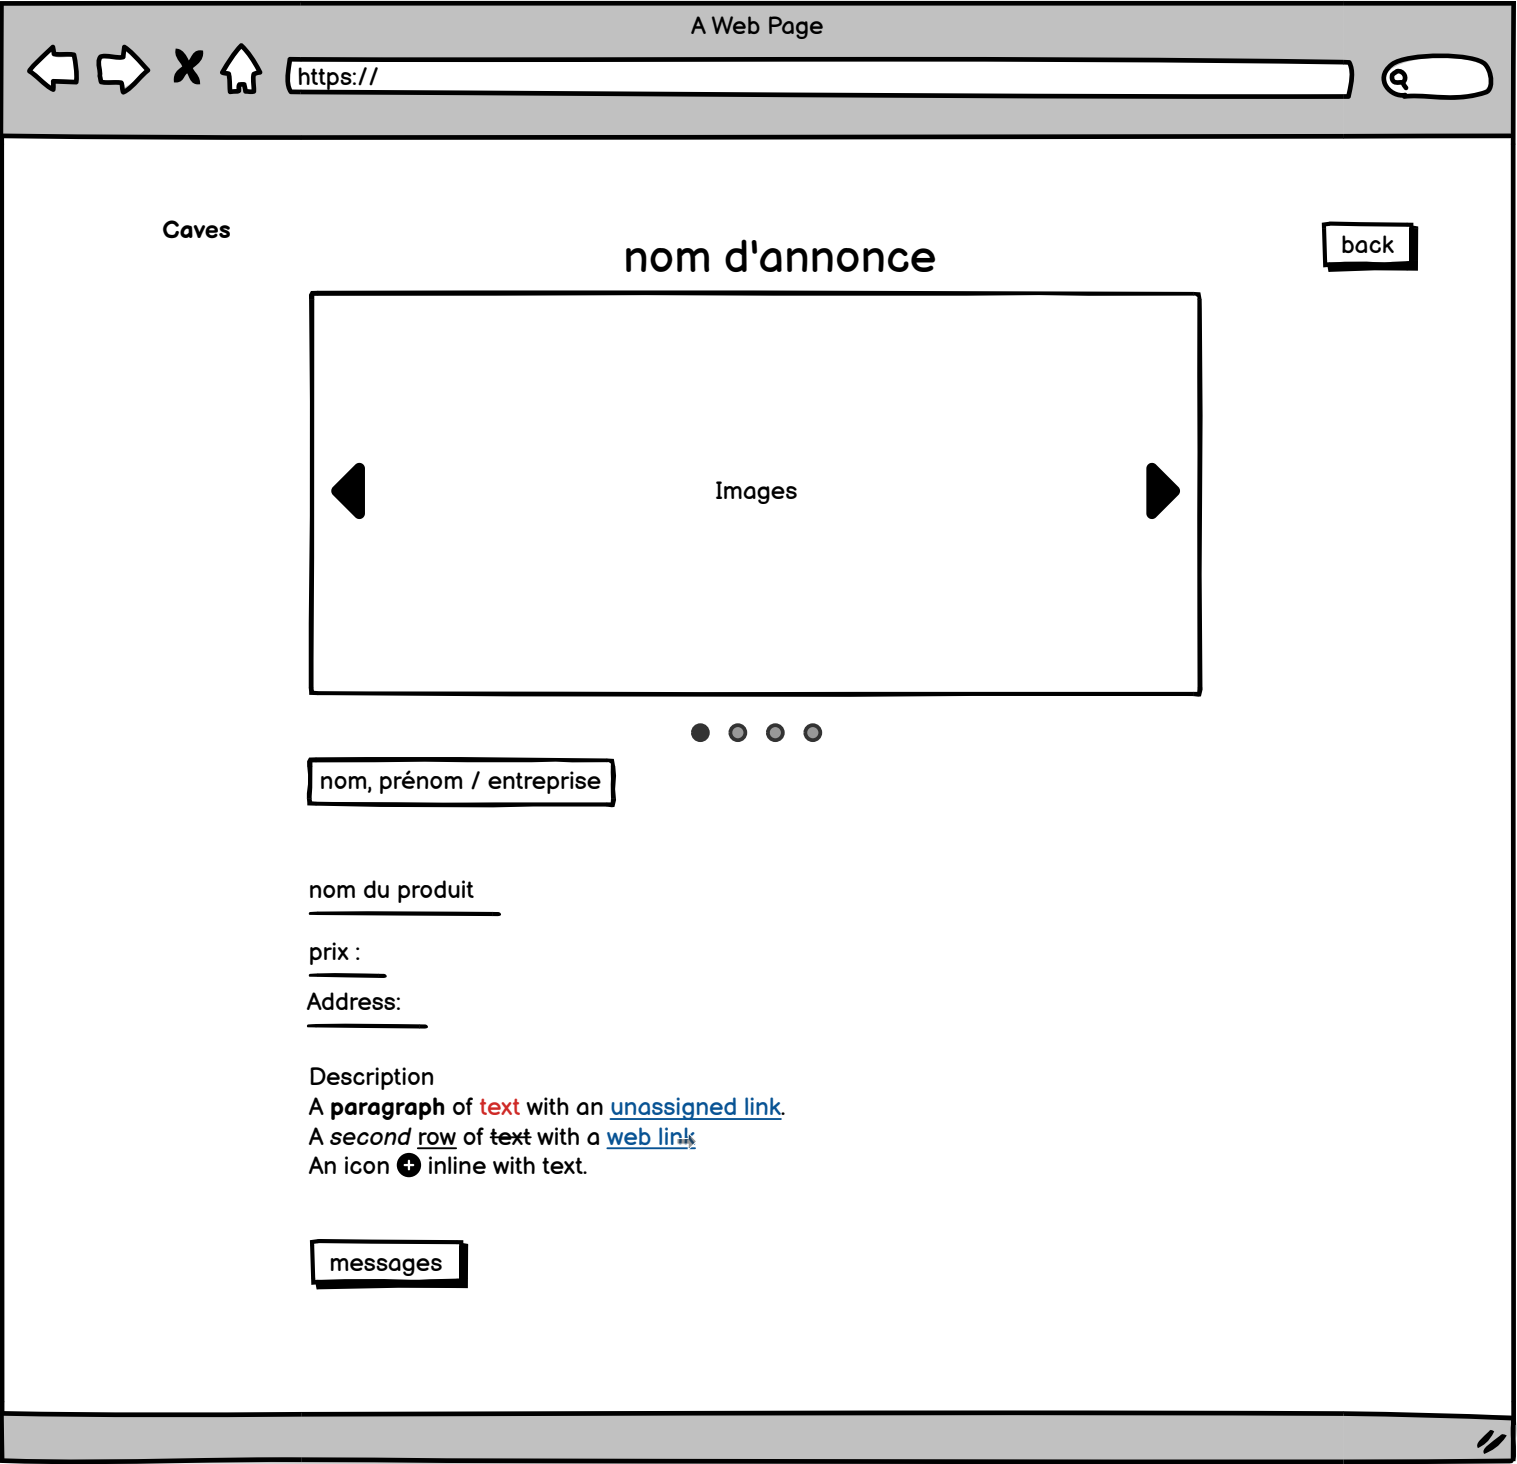 A Web Page
https://
Caves
back
nom d'annonce
Images
nom, prénom / entreprise
nom du produit
prix :
Address:
Description
A paragraph of text with an unassigned link.
A second row of text with a web link
An icon inline with text.
messages